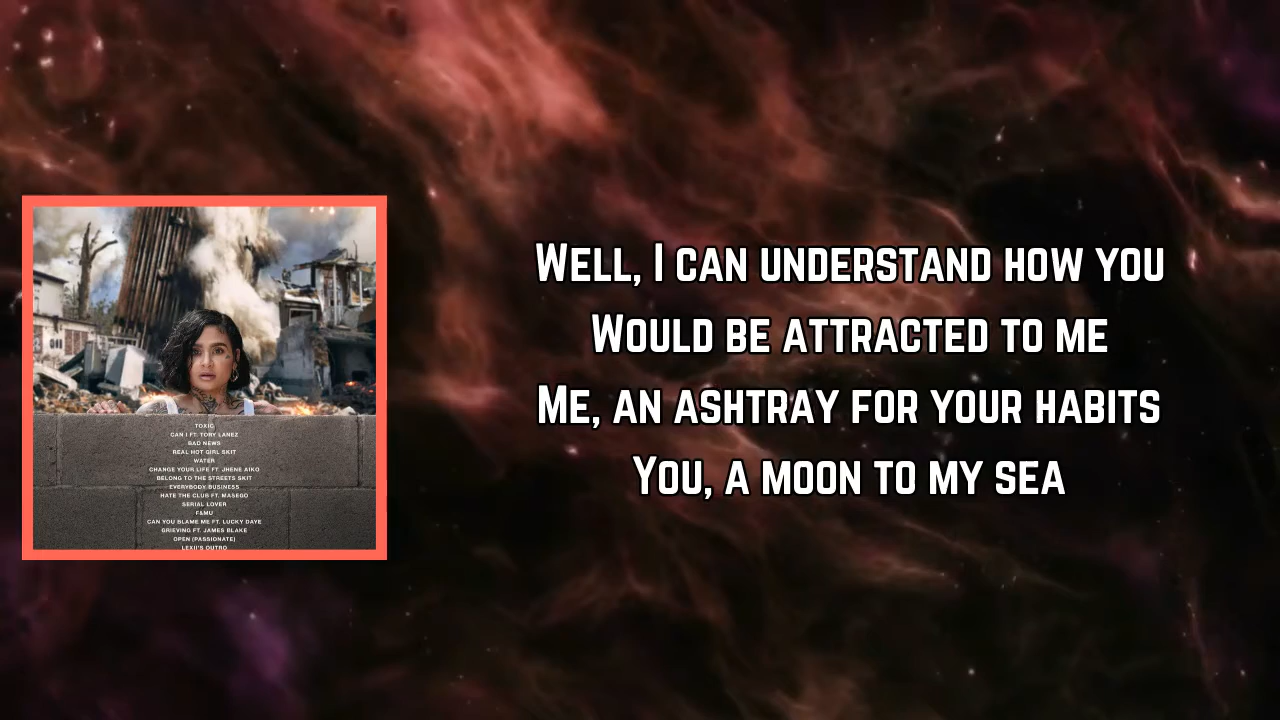 TOXIC
CAN I FT. TORY LANEZ
BAD NEWS
REAL HOT GIRL SKIT
WATER
CHANGE YOUR LIFE FT. JHENE AIKO
BELONG TO THE STREETS SKIT
EVERYBODY BUSINESS
HATE THE CLUB FT. MASEGO
SERIAL LOVER
F&MU
CAN YOU BLAME ME FT. LUCKY DAYE
GRIEVING FT. JAMES BLAKE
OPEN (PASSIONATE)
LEXII'S OUTRO
WELL, I CAN UNDERSTAND HOW YOU
WOULD BE ATTRACTED TO ME
ME, AN ASHTRAY FOR YOUR HABITS
YOU, A MOON TO MY SEA